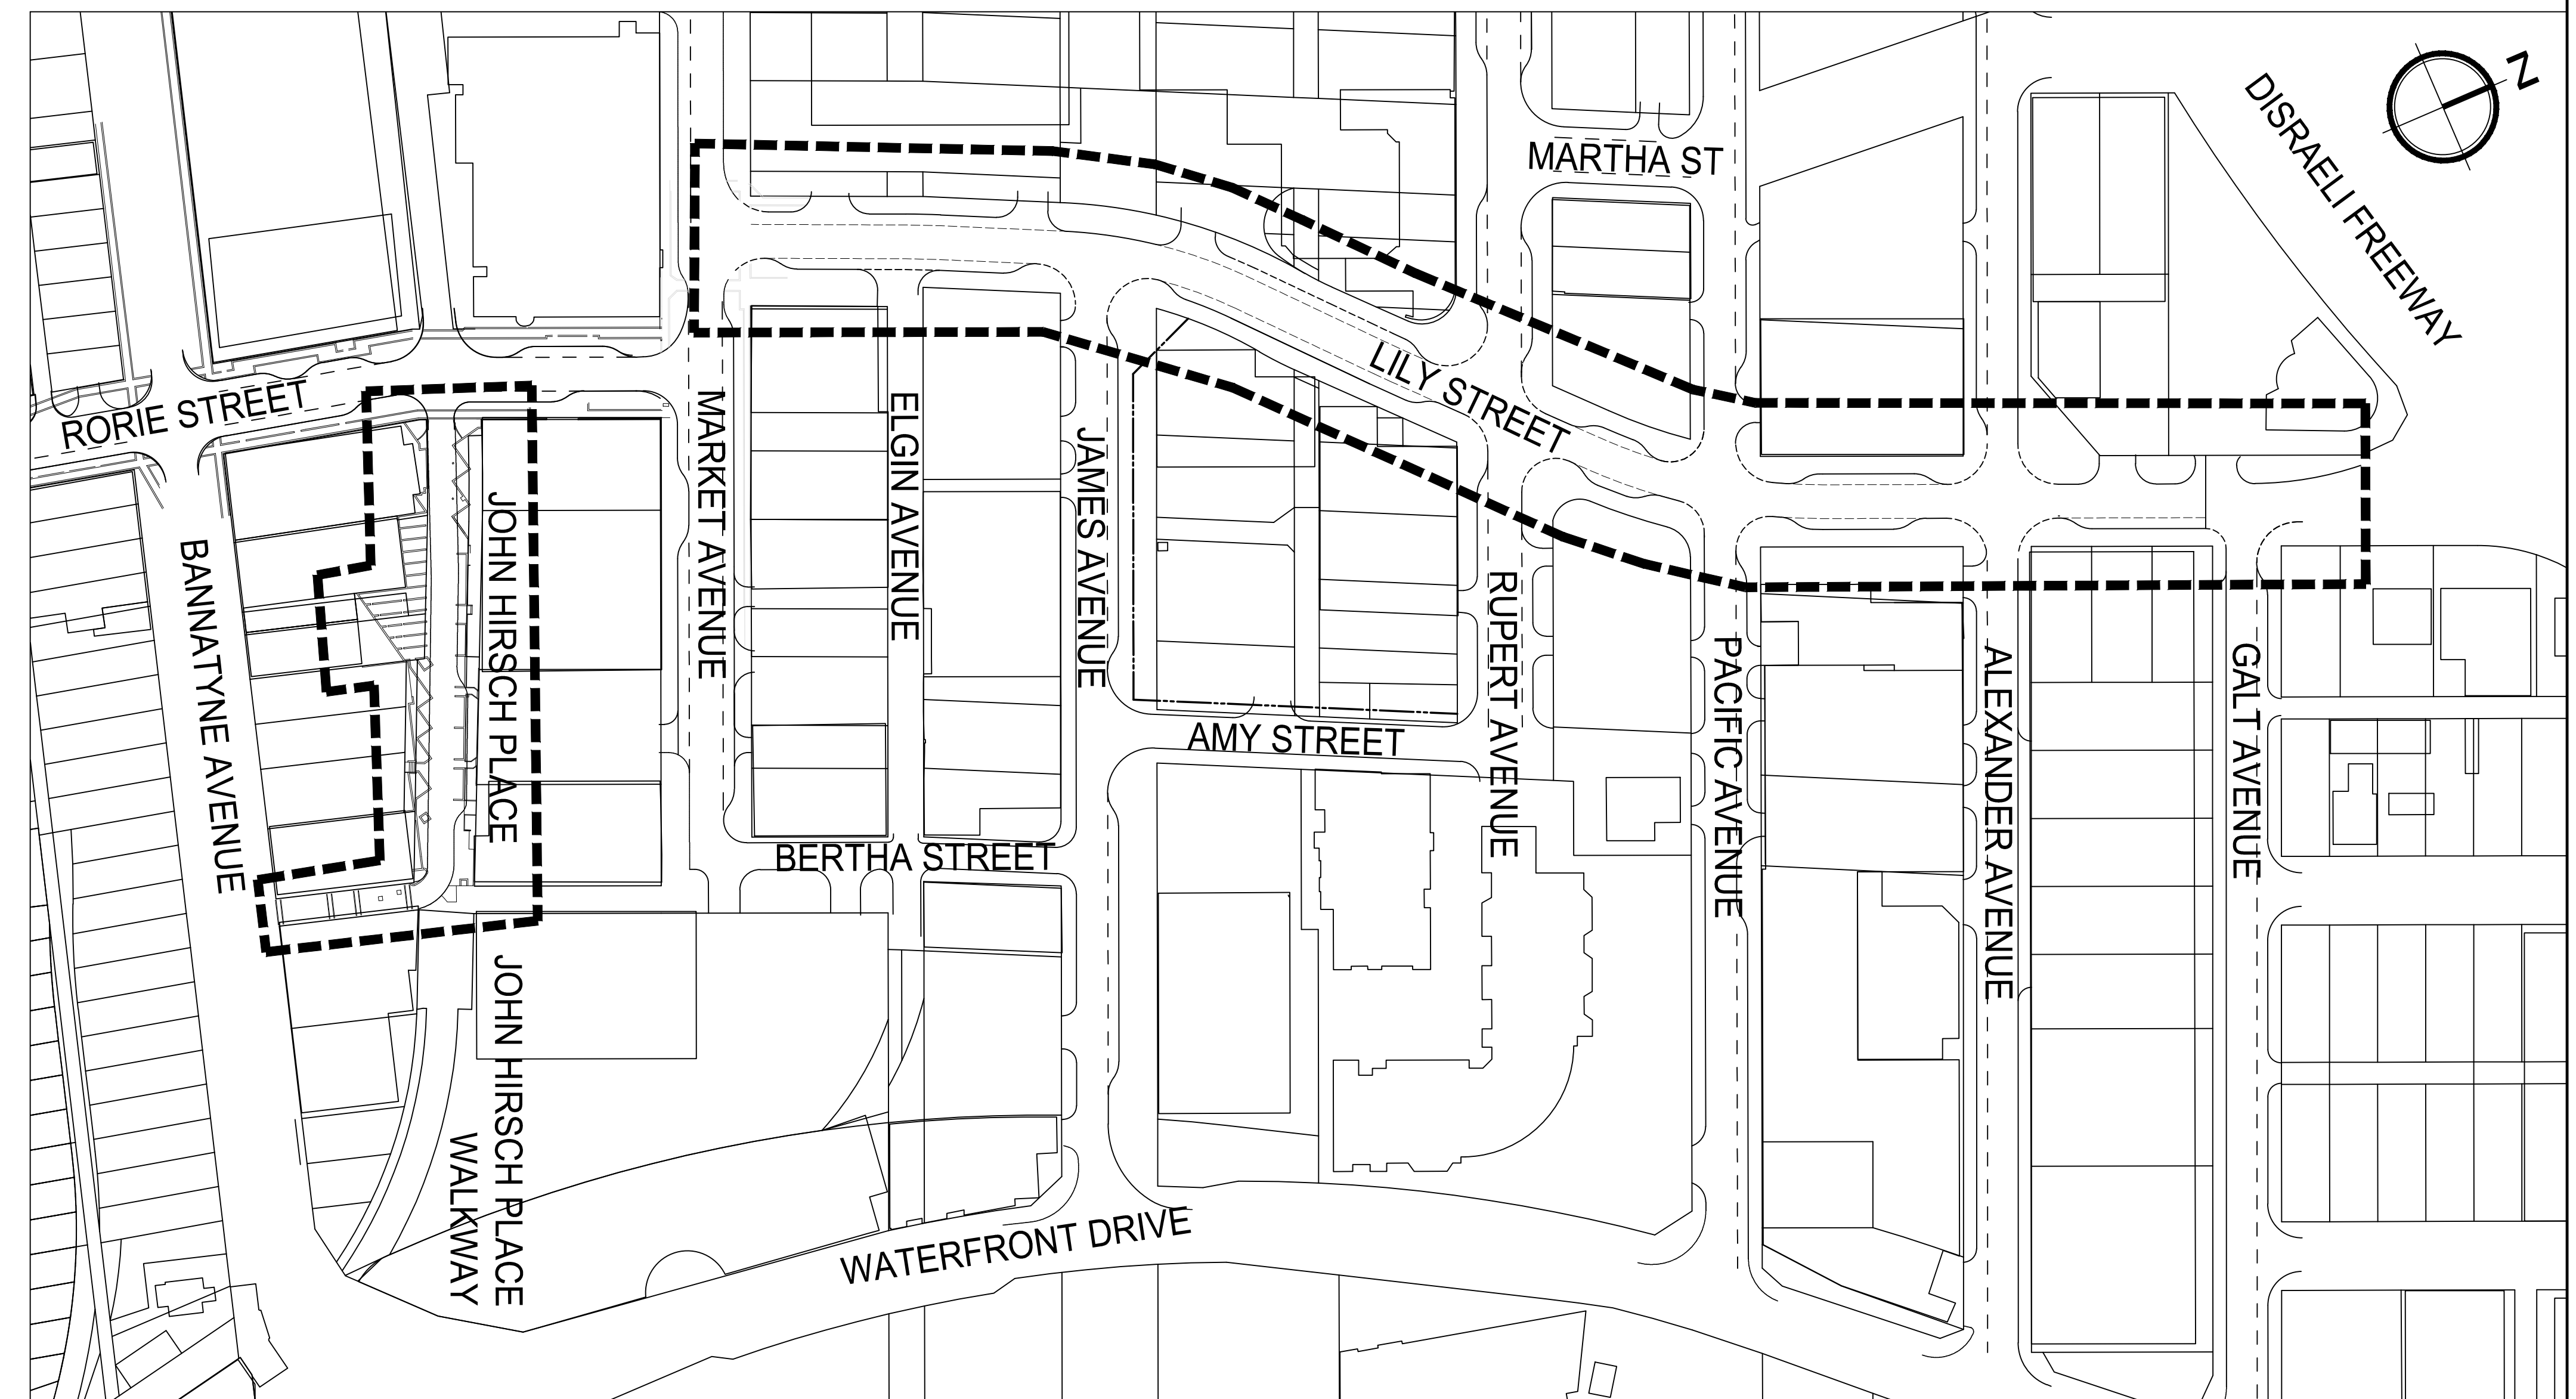 N
DISRAELI FREEWAY
MARTHA ST
LILY STREET
RORIE STREET
MARKET AVENUE
ELGIN AVENUE
JAMES AVENUE
JOHN HIRSCH PLACE
BANNATYNE AVENUE
RUPERT AVENUE
PACIFIC AVENUE
ALEXANDER AVENUE
GALT AVENUE
AMY STREET
BERTHA STREET
JOHN HIRSCH PLACE
WALKWAY
WATERFRONT DRIVE